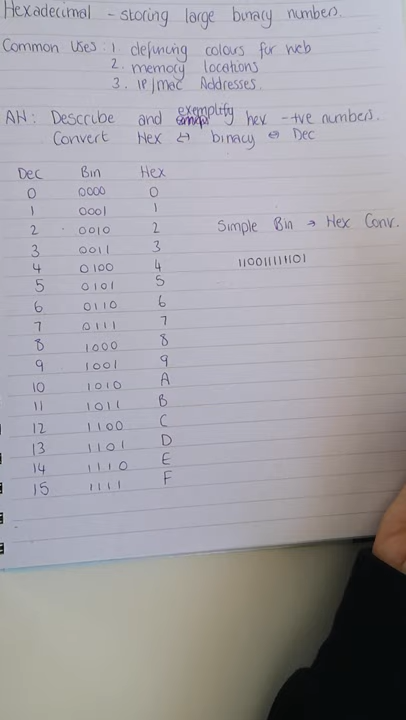 Hexadecimal - storing large binary numbers.
Common Uses: 1. defining colours for web
2. memory locations
3. IP/mac Addresses.
AH: Describe and exemplify hex -+ve numbers.
Convert Hex ↔ binary ↔ Dec
Dec Bin Hex
0 0000 0
1 0001 1
2 0010 2
3 0011 3
4 0100 4
5 0101 5
6 0110 6
7 0111 7
8 1000 8
9 1001 9
10 1010 A
11 1011 B
12 1100 C
13 1101 D
14 1110 E
15 1111 F
Simple Bin → Hex Conv.
110011111101